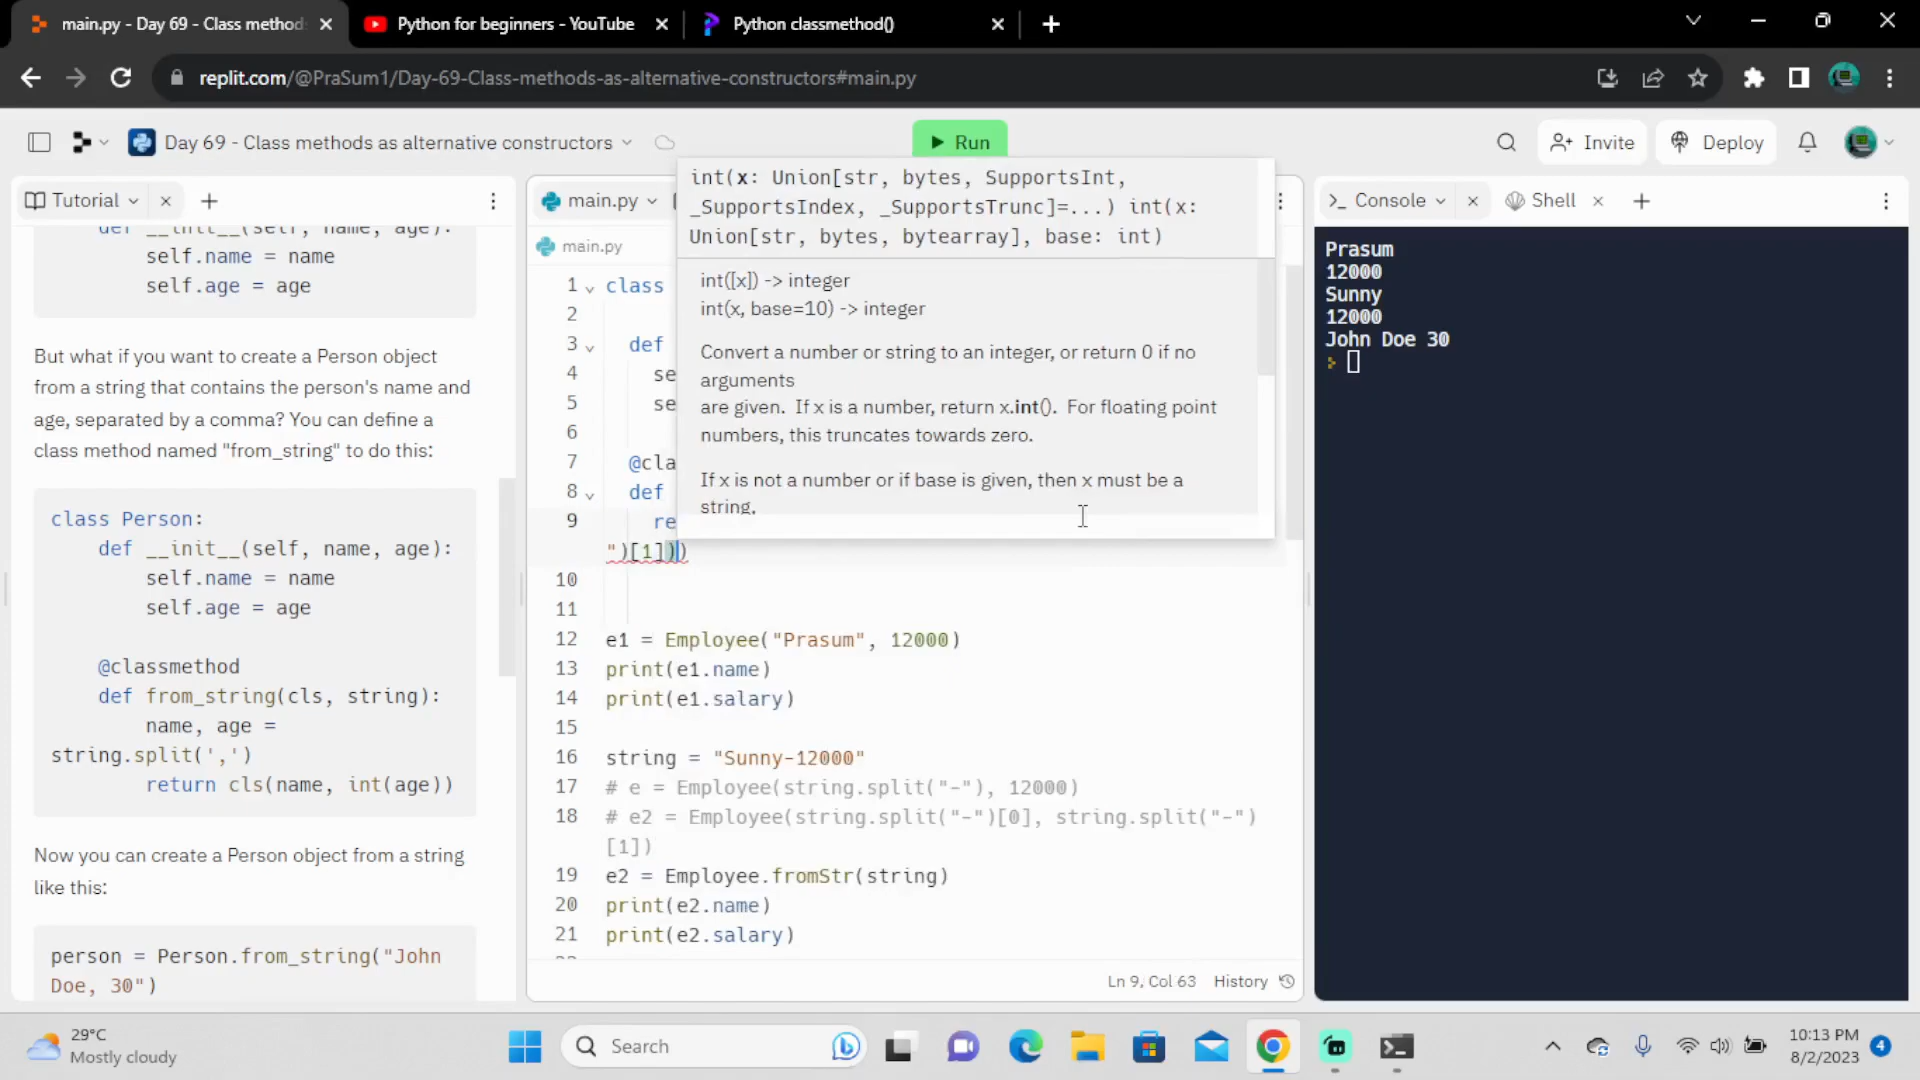 main.py - Day 69 - Class method
Python for beginners - YouTube
Python classmethod()
replit.com/@PraSum1/Day-69-Class-methods-as-alternative-constructors#main.py
Day 69 - Class methods as alternative constructors
Run
Invite
Deploy
Tutorial
def __init__(self, name, age):
self.name = name
self.age = age
But what if you want to create a Person object
from a string that contains the person's name and
age, separated by a comma? You can define a
class method named "from_string" to do this:
class Person:
def __init__(self, name, age):
self.name = name
self.age = age
@classmethod
def from_string(cls, string):
name, age =
string.split(',')
return cls(name, int(age))
Now you can create a Person object from a string
like this:
person = Person.from_string("John
Doe, 30")
main.py
main.py
int(x: Union[str, bytes, SupportsInt,
_SupportsIndex, _SupportsTrunc]=...) int(x:
Union[str, bytes, bytearray], base: int)
int([x]) -> integer
int(x, base=10) -> integer
Convert a number or string to an integer, or return 0 if no
arguments
are given. If x is a number, return x.int(). For floating point
numbers, this truncates towards zero.
If x is not a number or if base is given, then x must be a
string.
1 class
2
3 def
4 se
5 se
6
7 @cla
8 def
9 re
")[1]))
10
11
12 e1 = Employee("Prasum", 12000)
13 print(e1.name)
14 print(e1.salary)
15
16 string = "Sunny-12000"
17 # e = Employee(string.split("-"), 12000)
18 # e2 = Employee(string.split("-")[0], string.split("-")
[1])
19 e2 = Employee.fromStr(string)
20 print(e2.name)
21 print(e2.salary)
Ln 9, Col 63 History
Console
Shell
Prasum
12000
Sunny
12000
John Doe 30
29°C
Mostly cloudy
Search
10:13 PM
8/2/2023
4